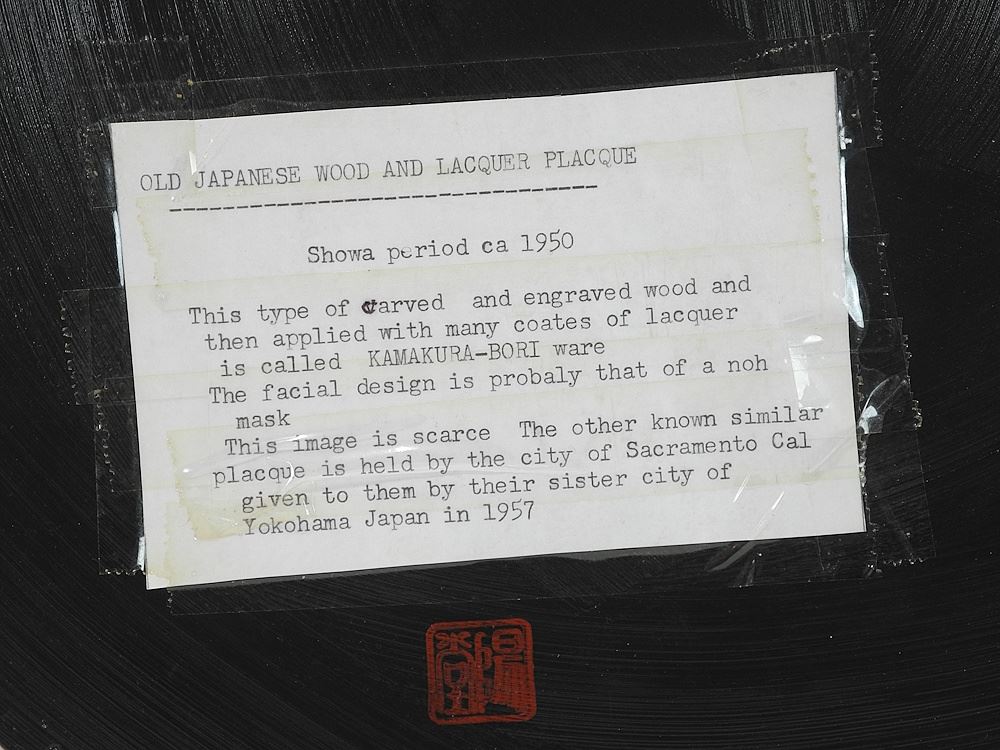 OLD JAPANESE WOOD AND LACQUER PLACQUE
Showa period ca 1950
This type of carved and engraved wood and
then applied with many coates of lacquer
is called KAMAKURA-BORI ware
The facial design is probaly that of a noh
mask
This image is scarce The other known similar
placque is held by the city of Sacramento Cal
given to them by their sister city of
Yokohama Japan in 1957